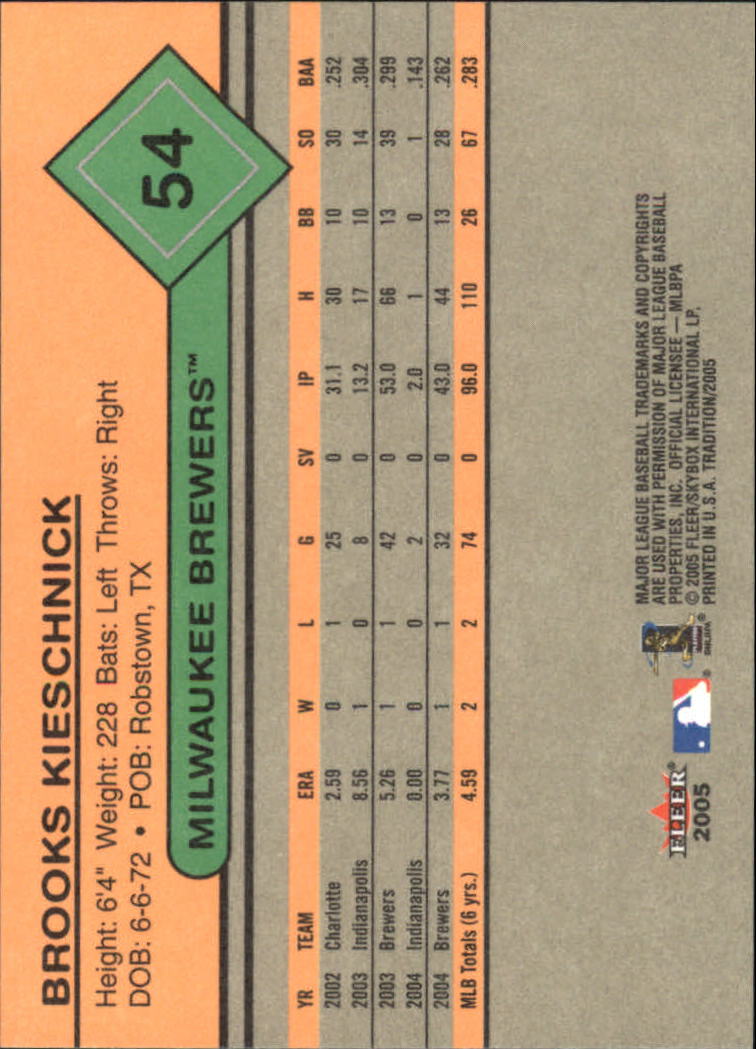 BROOKS KIESCHNICK
Height: 6'4" Weight: 228 Bats: Left Throws: Right
DOB: 6-6-72 • POB: Robstown, TX
MILWAUKEE BREWERS™
54
YR TEAM ERA W L G SV IP H BB SO BAA
2002 Charlotte 2.59 0 1 25 0 31.1 30 10 30 .252
2003 Indianapolis 8.56 1 0 8 0 13.2 17 10 14 .304
2003 Brewers 5.26 1 1 42 0 53.0 66 13 39 .299
2004 Indianapolis 0.00 0 0 2 0 2.0 1 0 1 .143
2004 Brewers 3.77 1 1 32 0 43.0 44 13 28 .262
MLB Totals (6 yrs.) 4.59 2 2 74 0 96.0 110 26 67 .283
FLEER®
2005
MAJOR LEAGUE BASEBALL TRADEMARKS AND COPYRIGHTS
ARE USED WITH PERMISSION OF MAJOR LEAGUE BASEBALL
PROPERTIES, INC. OFFICIAL LICENSEE — MLBPA
© 2005 FLEER/SKYBOX INTERNATIONAL LP.
PRINTED IN U.S.A. TRADITION/2005